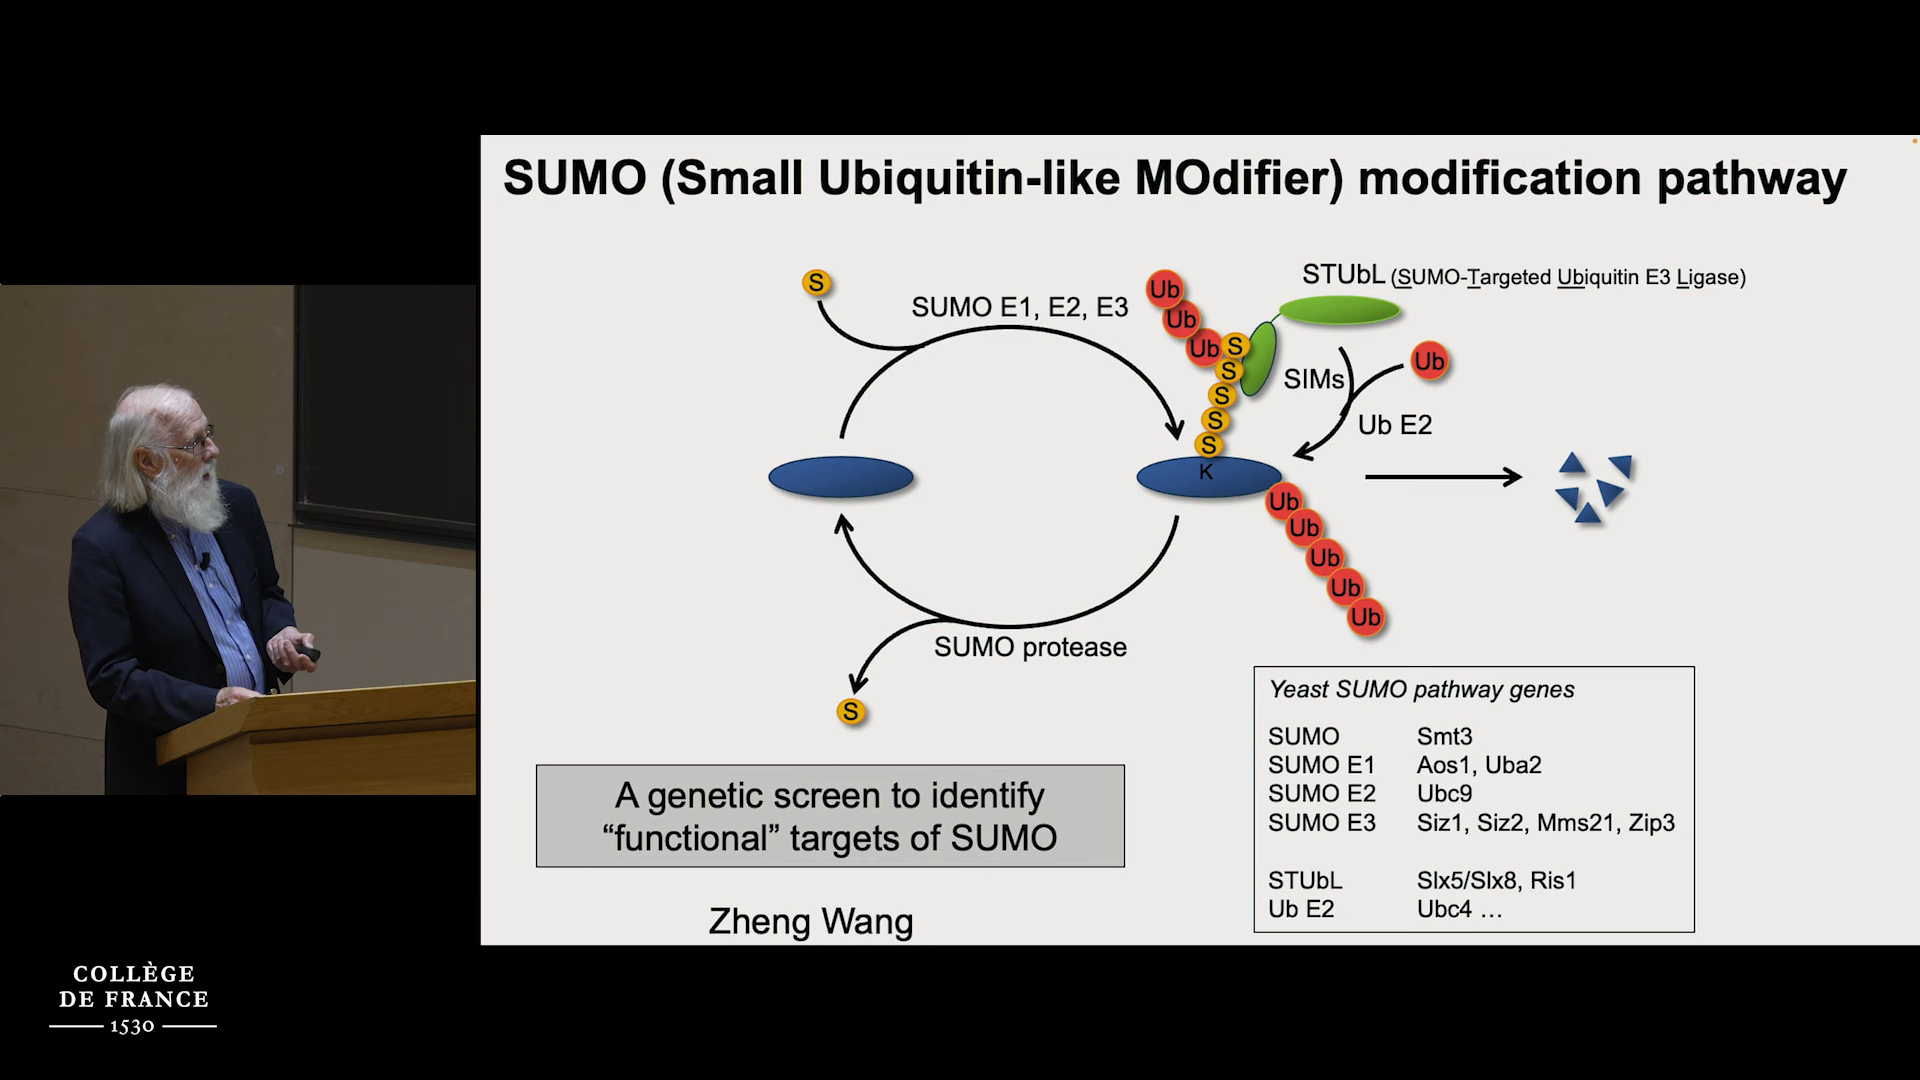 SUMO (Small Ubiquitin-like MOdifier) modification pathway
S
SUMO E1, E2, E3
STUbL (SUMO-Targeted Ubiquitin E3 Ligase)
Ub
Ub
Ub
S
S
S
S
S
K
SIMs
Ub
Ub E2
Ub
Ub
Ub
Ub
Ub
SUMO protease
S
A genetic screen to identify
“functional” targets of SUMO
Zheng Wang
Yeast SUMO pathway genes
SUMO Smt3
SUMO E1 Aos1, Uba2
SUMO E2 Ubc9
SUMO E3 Siz1, Siz2, Mms21, Zip3
STUbL Slx5/Slx8, Ris1
Ub E2 Ubc4 ...
COLLÈGE
DE FRANCE
1530